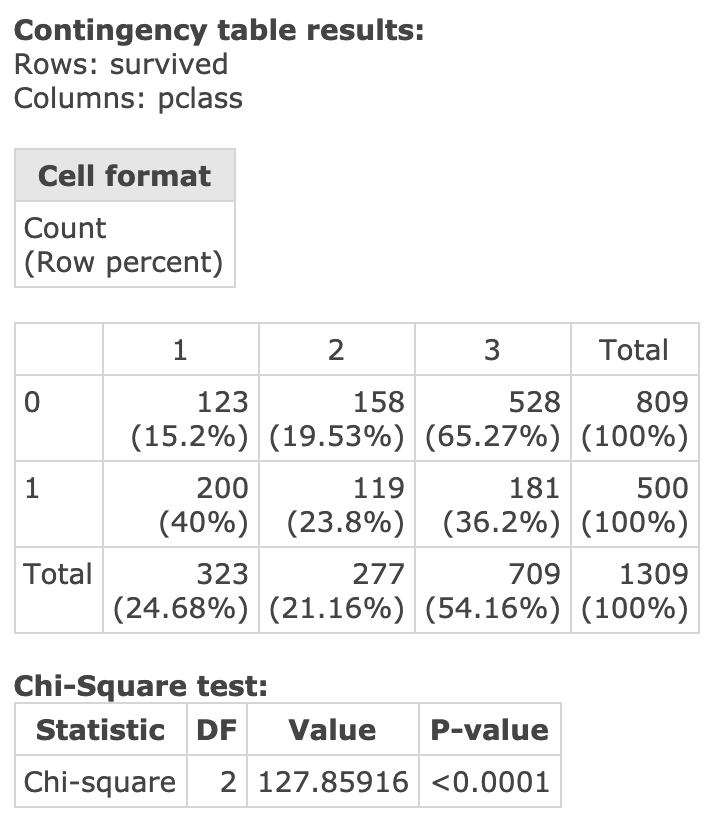 Contingency table results:
Rows: survived
Columns: pclass
Cell format
Count
(Row percent)
1 2 3 Total
0 123 158 528 809
(15.2%) (19.53%) (65.27%) (100%)
1 200 119 181 500
(40%) (23.8%) (36.2%) (100%)
Total 323 277 709 1309
(24.68%) (21.16%) (54.16%) (100%)
Chi-Square test:
Statistic DF Value P-value
Chi-square 2 127.85916 <0.0001